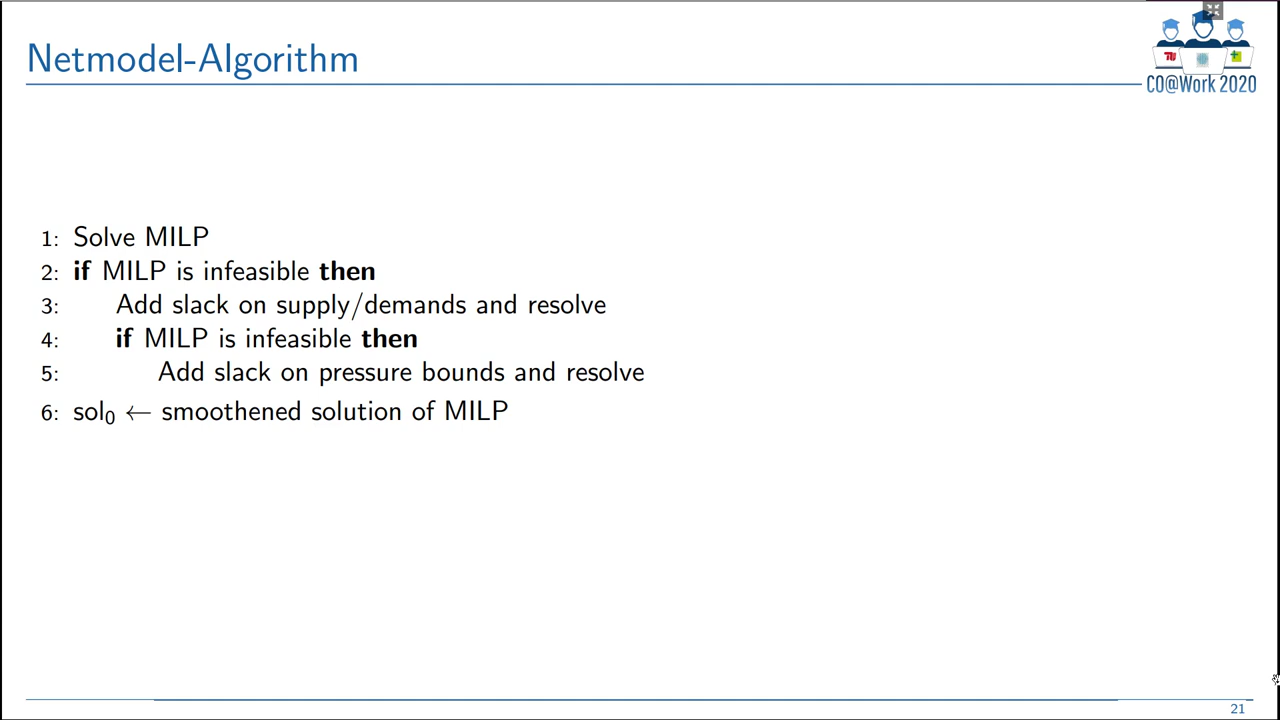 Netmodel-Algorithm
CO@Work 2020
1: Solve MILP
2: if MILP is infeasible then
3: Add slack on supply/demands and resolve
4: if MILP is infeasible then
5: Add slack on pressure bounds and resolve
6: sol₀ ← smoothened solution of MILP
21